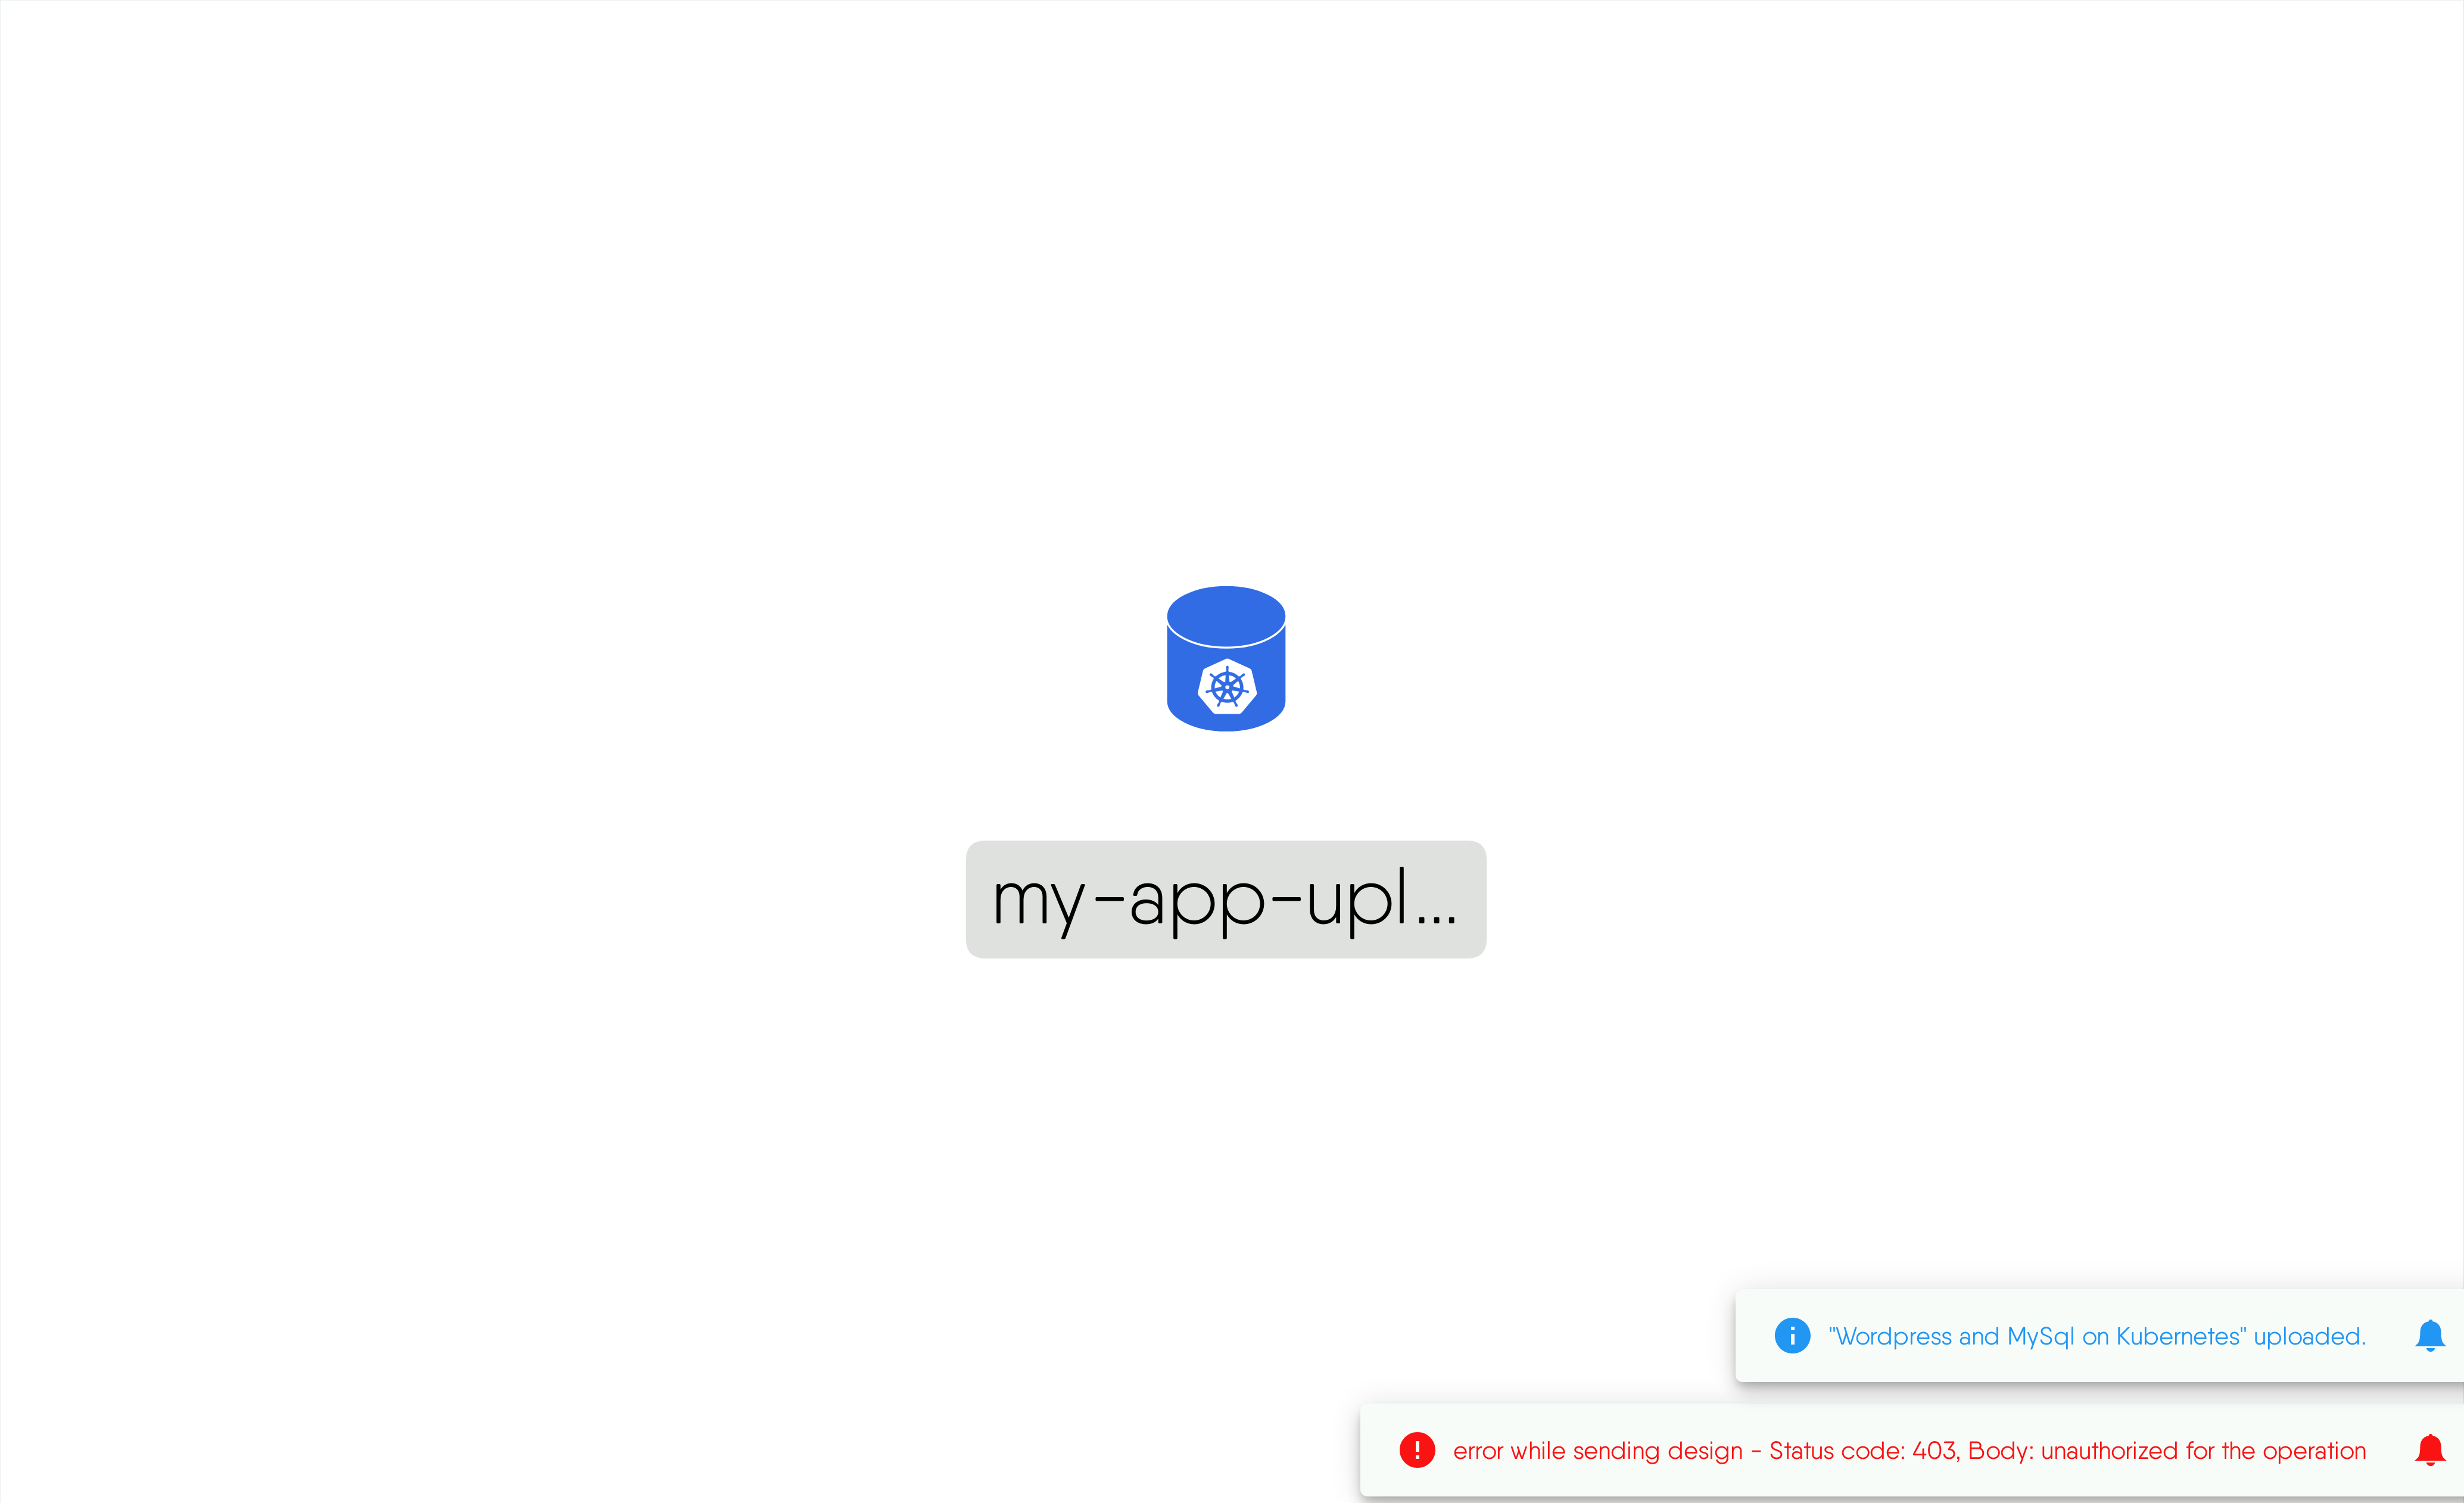 my-app-upl...
"Wordpress and MySql on Kubernetes" uploaded.
error while sending design - Status code: 403, Body: unauthorized for the operation